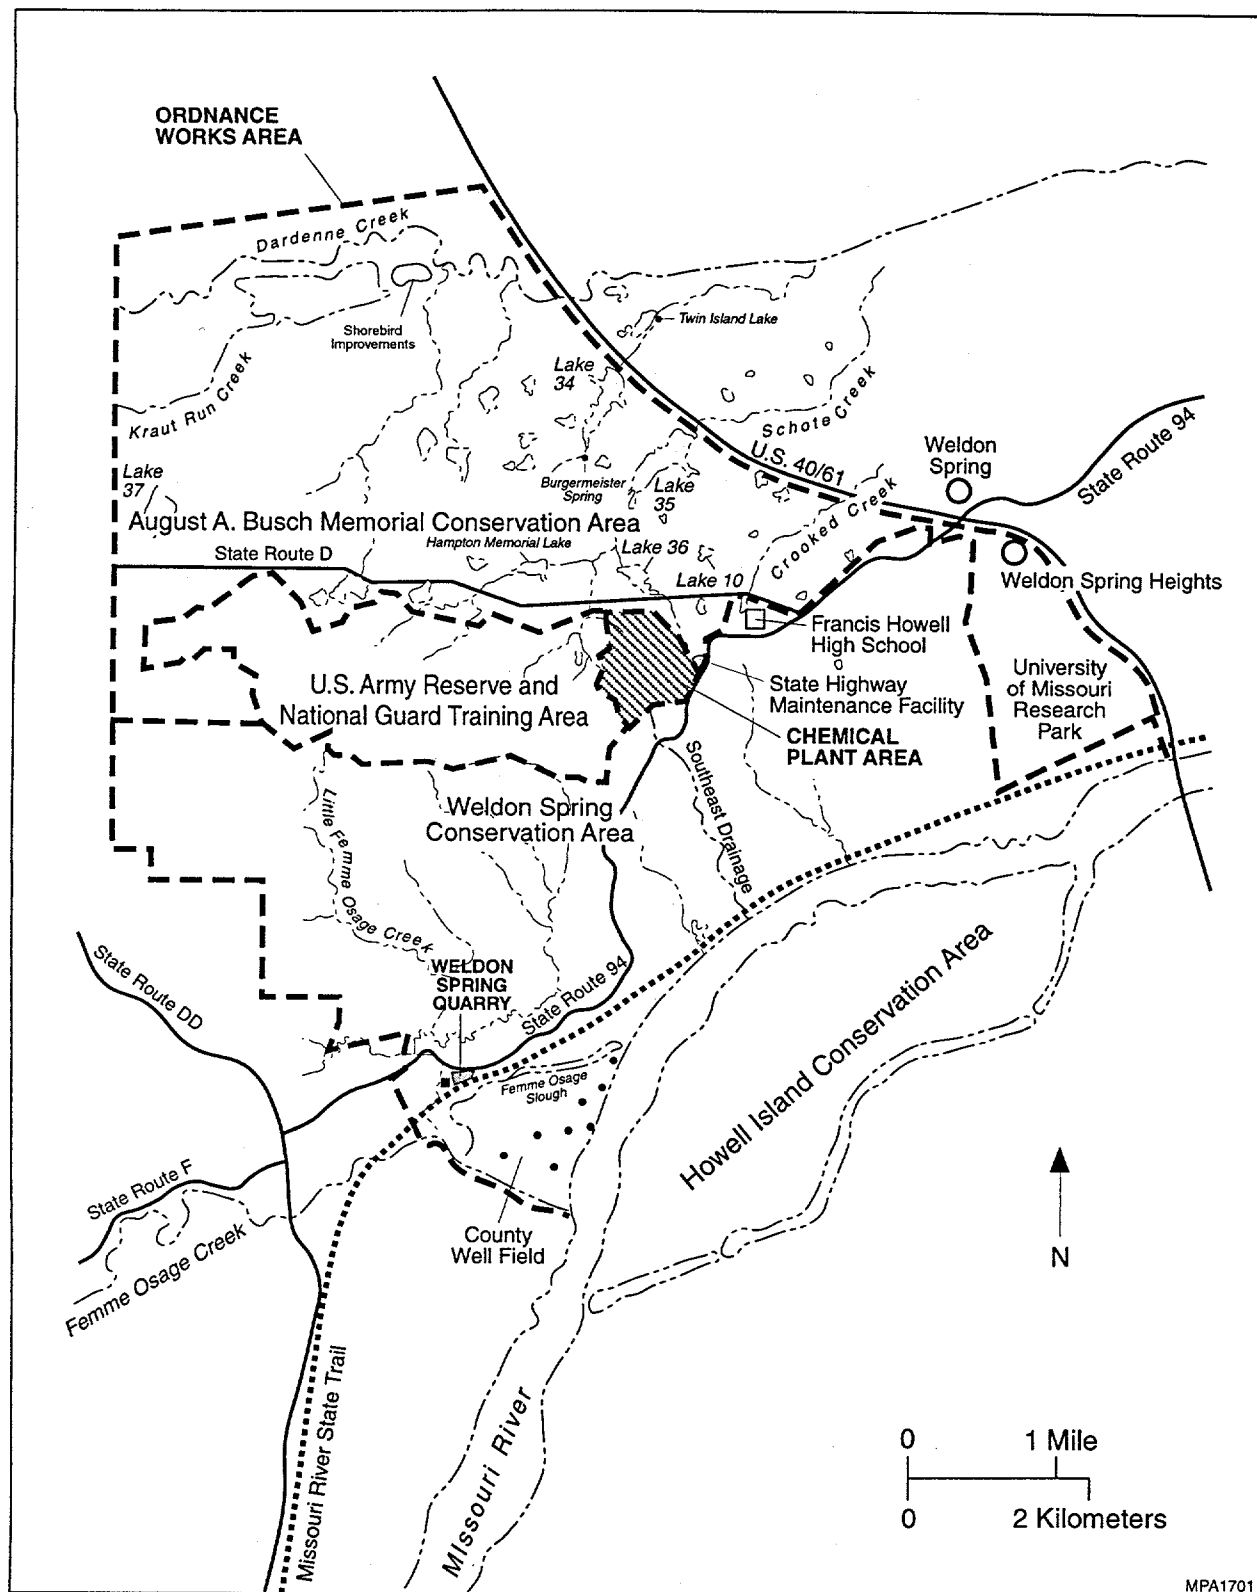 ORDNANCE
WORKS AREA
Dardenne Creek
Shorebird
Improvements
Twin Island Lake
Kraut Run Creek
Lake
34
Schote Creek
U.S. 40/61
Weldon
Spring
State Route 94
Lake
37
Burgermeister
Spring
Lake
35
Crooked Creek
August A. Busch Memorial Conservation Area
Hampton Memorial Lake
State Route D
Lake 36
Lake 10
Weldon Spring Heights
Francis Howell
High School
U.S. Army Reserve and
National Guard Training Area
State Highway
Maintenance Facility
University
of Missouri
Research
Park
CHEMICAL
PLANT AREA
Southeast Drainage
Little Femme Osage Creek
Weldon Spring
Conservation Area
WELDON
SPRING
QUARRY
State Route 94
State Route DD
Howell Island Conservation Area
Femme Osage
Slough
State Route F
Femme Osage Creek
County
Well Field
N
Missouri River State Trail
MIssouri River
0 1 Mile
0 2 Kilometers
MPA1701